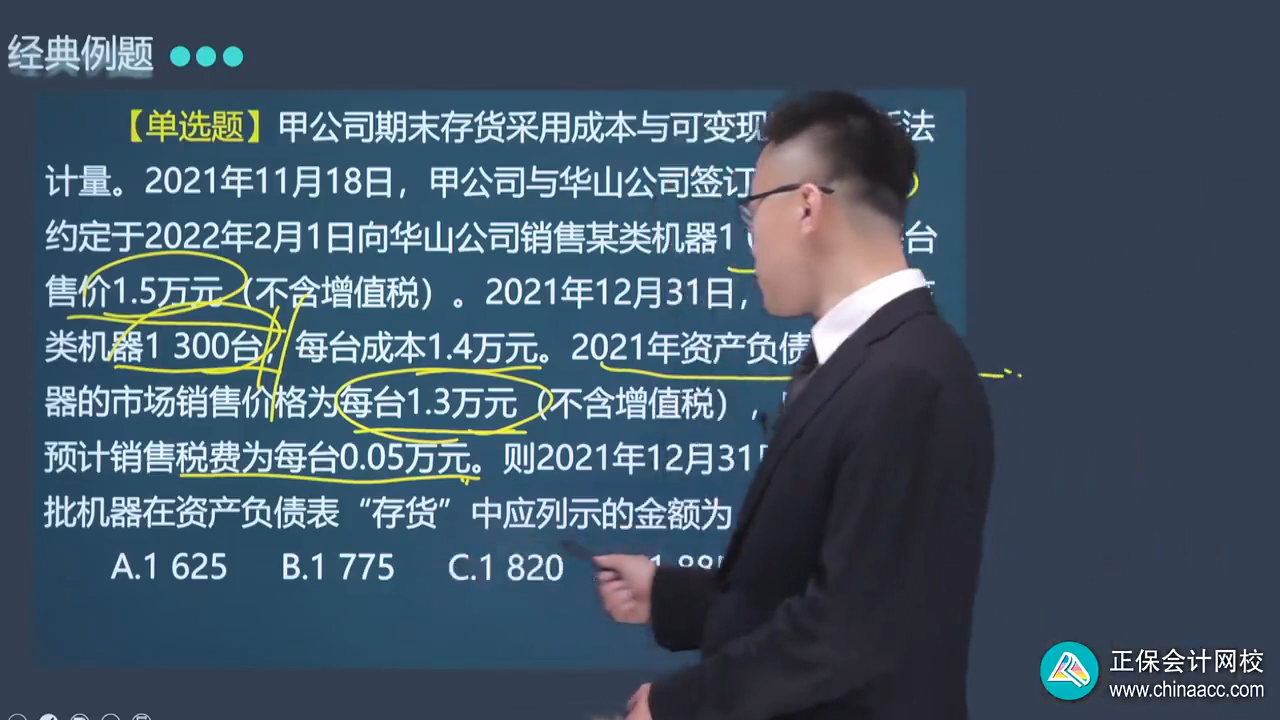 经典例题
【单选题】甲公司期末存货采用成本与可变现 法
计量。2021年11月18日，甲公司与华山公司签订
约定于2022年2月1日向华山公司销售某类机器1 台
售价1.5万元（不含增值税）。2021年12月31日，
类机器1 300台，每台成本1.4万元。2021年资产负债
器的市场销售价格为每台1.3万元（不含增值税），
预计销售税费为每台0.05万元。则2021年12月31
批机器在资产负债表“存货”中应列示的金额为
A.1 625 B.1 775 C.1 820
正保会计网校
www.chinaacc.com